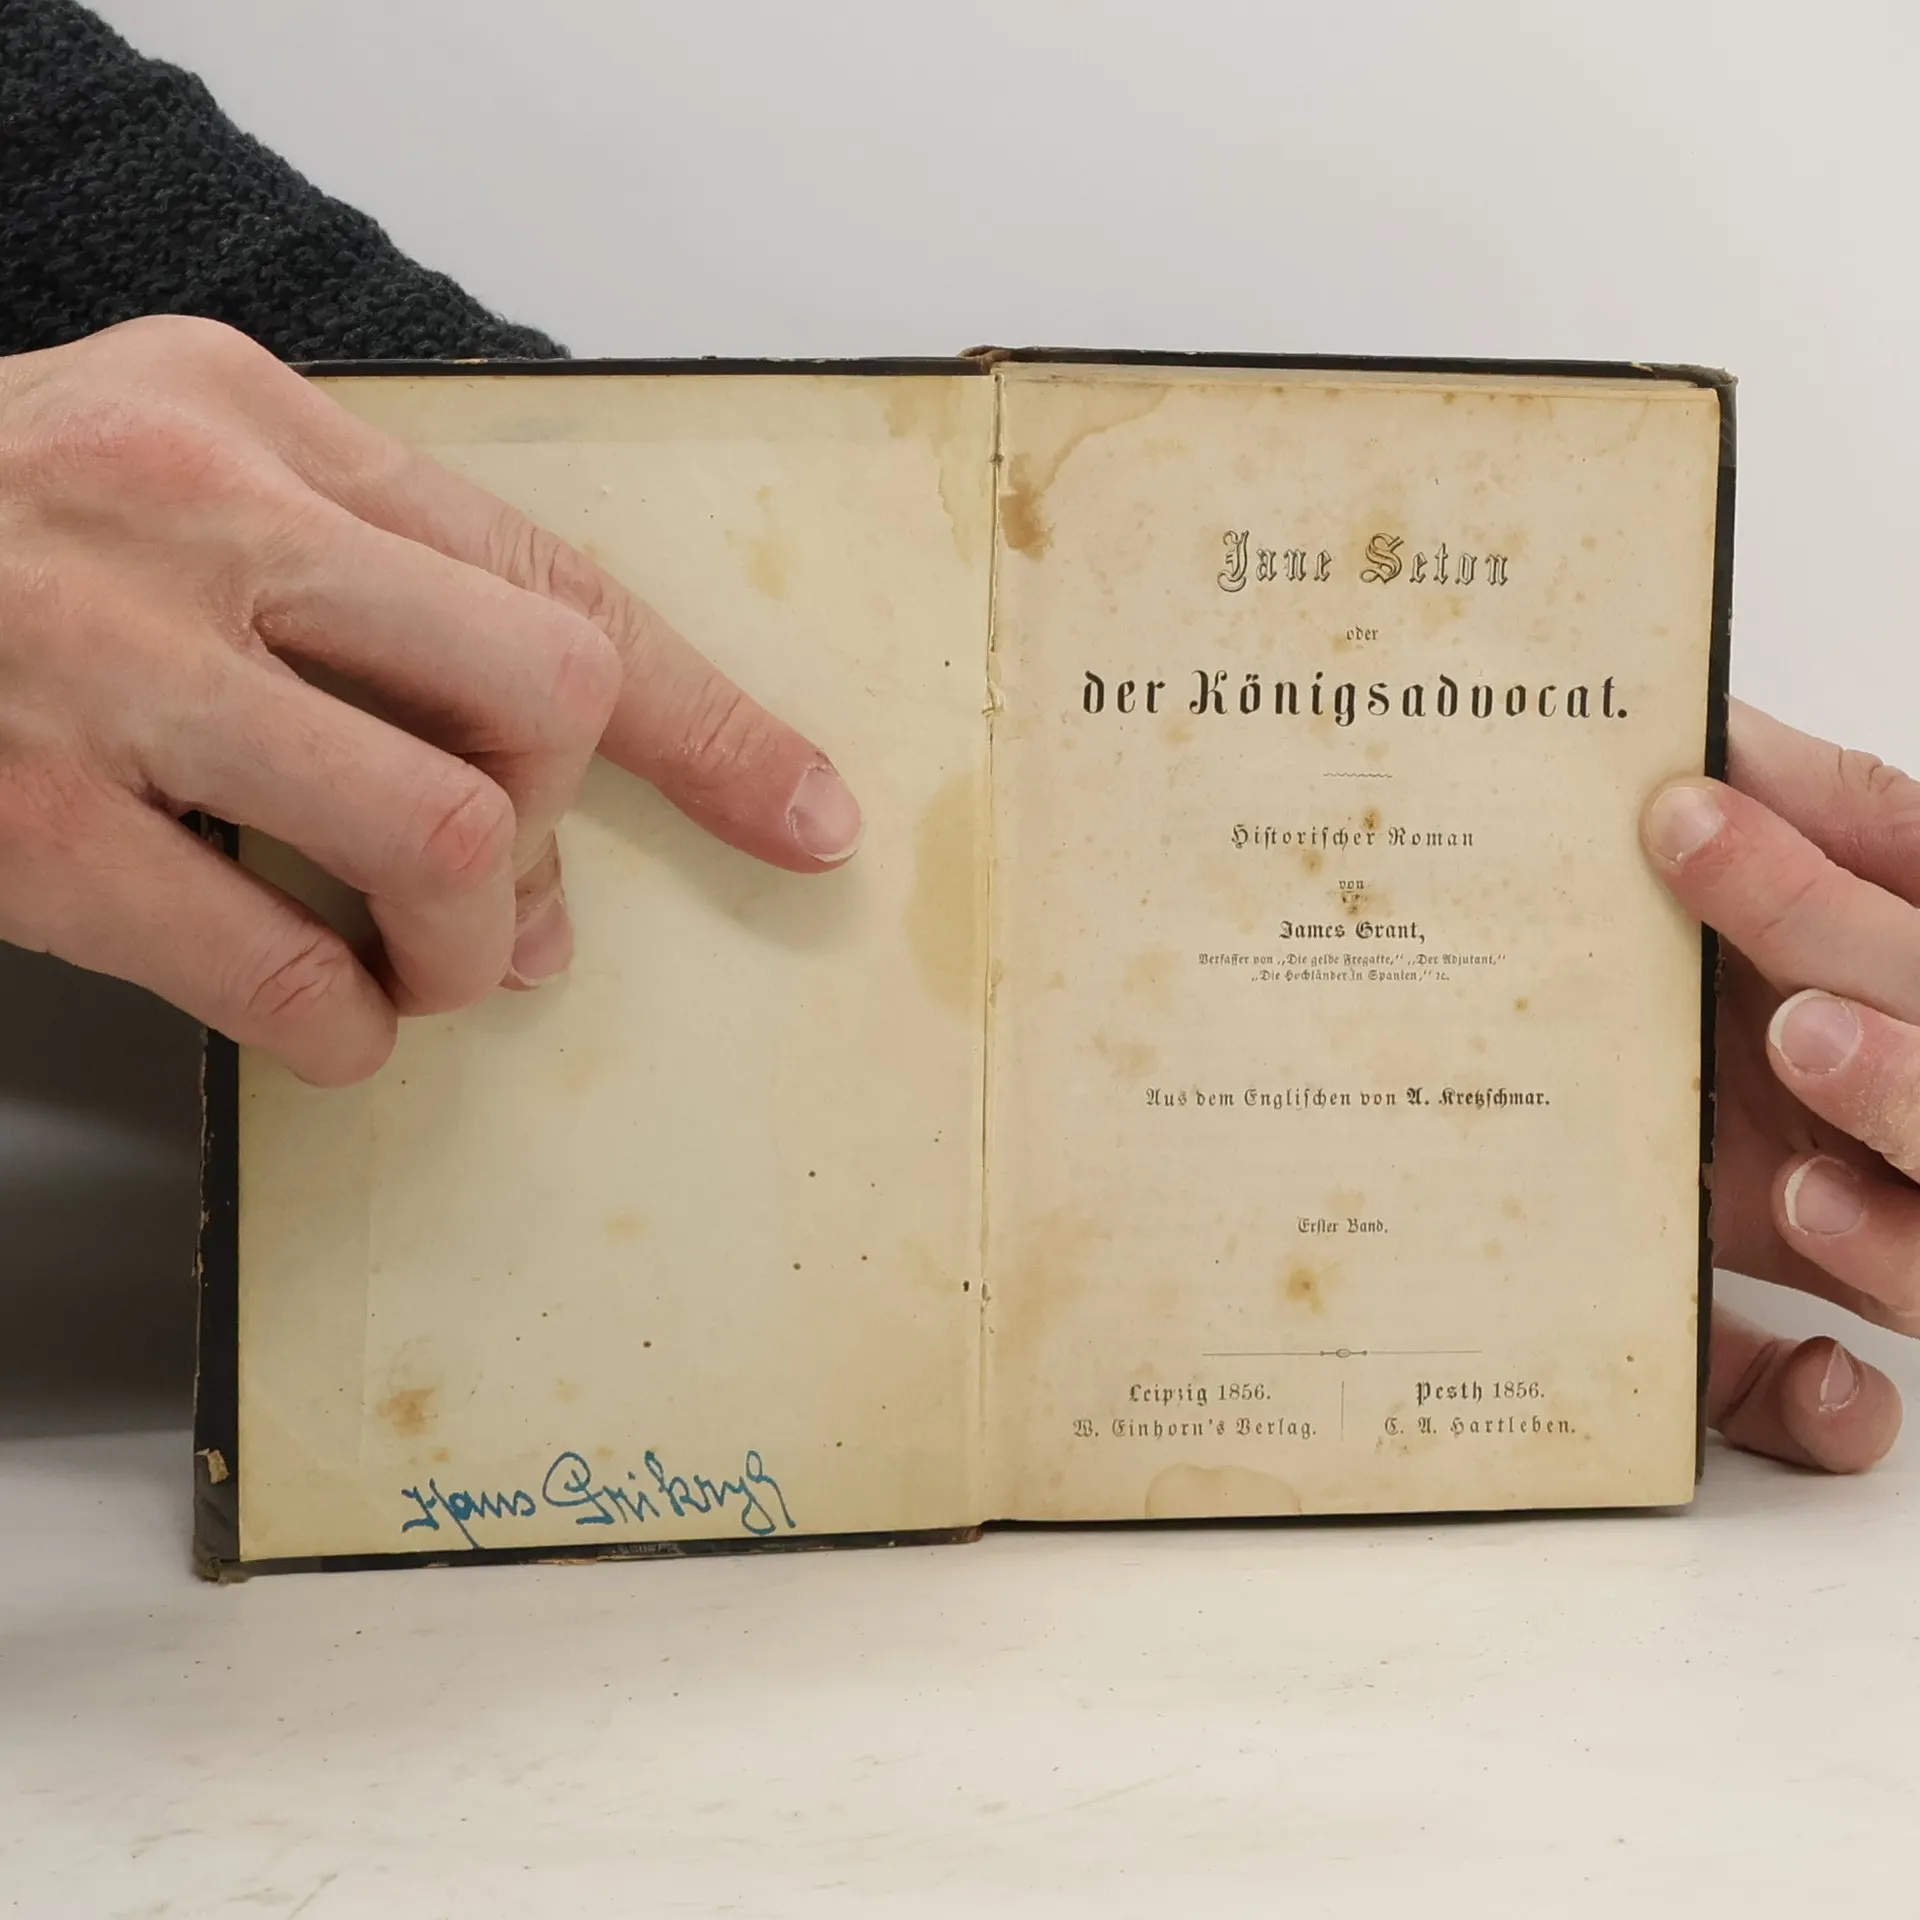 Jane Seton
oder
der Königsadvocat.
Historischer Roman
von
James Grant,
Verfasser von „Die gelbe Fregatte,“ „Der Adjutant,“
„Die Hochländer in Spanien,“ ꝛc.
Aus dem Englischen von A. Kretzschmar.
Erster Band.
Leipzig 1856.
W. Einhorn's Verlag.
Pesth 1856.
C. A. Hartleben.
Hans